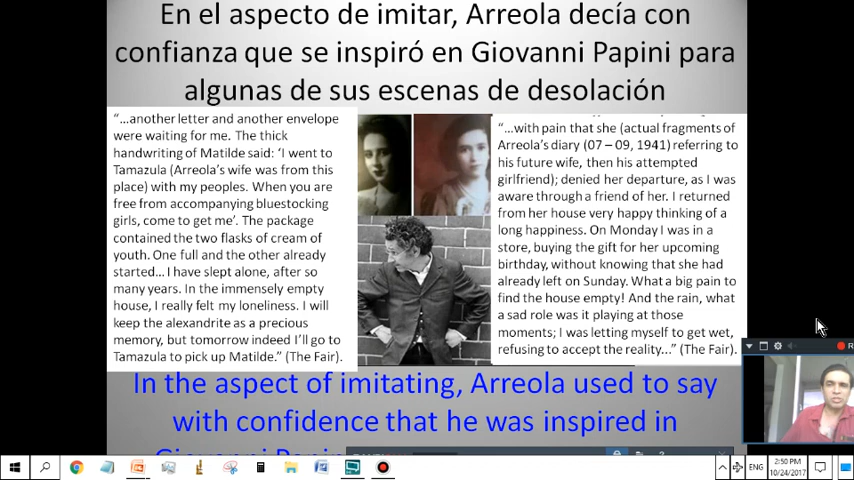 En el aspecto de imitar, Arreola decía con
confianza que se inspiró en Giovanni Papini para
algunas de sus escenas de desolación
“…another letter and another envelope
were waiting for me. The thick
handwriting of Matilde said: ‘I went to
Tamazula (Arreola’s wife was from this
place) with my peoples. When you are
free from accompanying bluestocking
girls, come to get me’. The package
contained the two flasks of cream of
youth. One full and the other already
started… I have slept alone, after so
many years. In the immensely empty
house, I really felt my loneliness. I will
keep the alexandrite as a precious
memory, but tomorrow indeed I’ll go to
Tamazula to pick up Matilde.” (The Fair).
“…with pain that she (actual fragments of
Arreola’s diary (07 – 09, 1941) referring to
his future wife, then his attempted
girlfriend); denied her departure, as I was
aware through a friend of her. I returned
from her house very happy thinking of a
long happiness. On Monday I was in a
store, buying the gift for her upcoming
birthday, without knowing that she had
already left on Sunday. What a big pain to
find the house empty! And the rain, what
a sad role was it playing at those
moments; I was letting myself to get wet,
refusing to accept the reality…” (The Fair).
In the aspect of imitating, Arreola used to say
with confidence that he was inspired in
Giovanni Papini
ENG
2:50 PM
10/24/2017